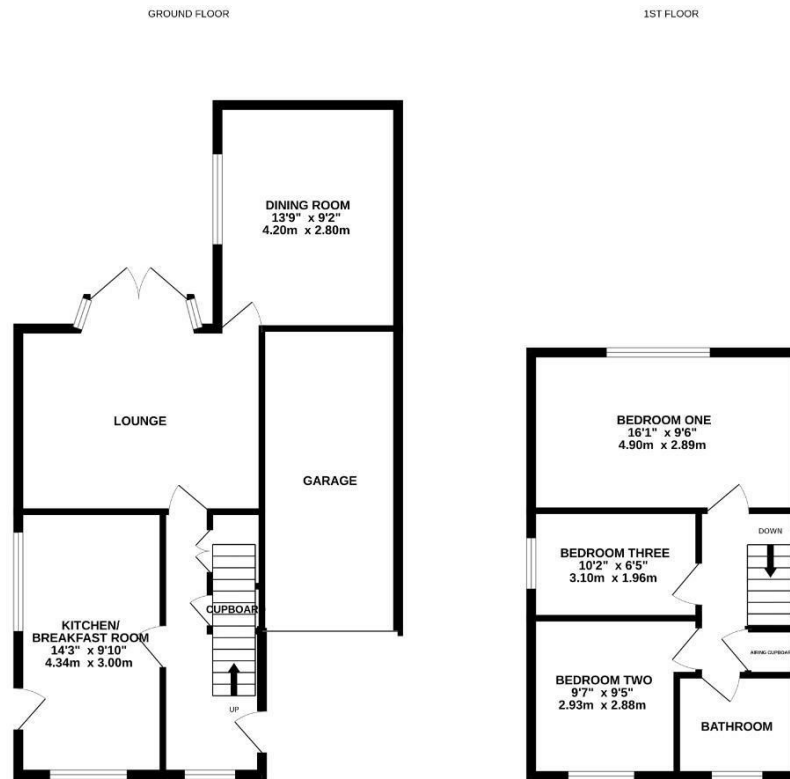 GROUND FLOOR
1ST FLOOR
DINING ROOM
13'9" x 9'2"
4.20m x 2.80m
LOUNGE
GARAGE
KITCHEN/
BREAKFAST ROOM
14'3" x 9'10"
4.34m x 3.00m
CUPBOARD
UP
BEDROOM ONE
16'1" x 9'6"
4.90m x 2.89m
DOWN
BEDROOM THREE
10'2" x 6'5"
3.10m x 1.96m
AIRING CUPBOARD
BEDROOM TWO
9'7" x 9'5"
2.93m x 2.88m
BATHROOM